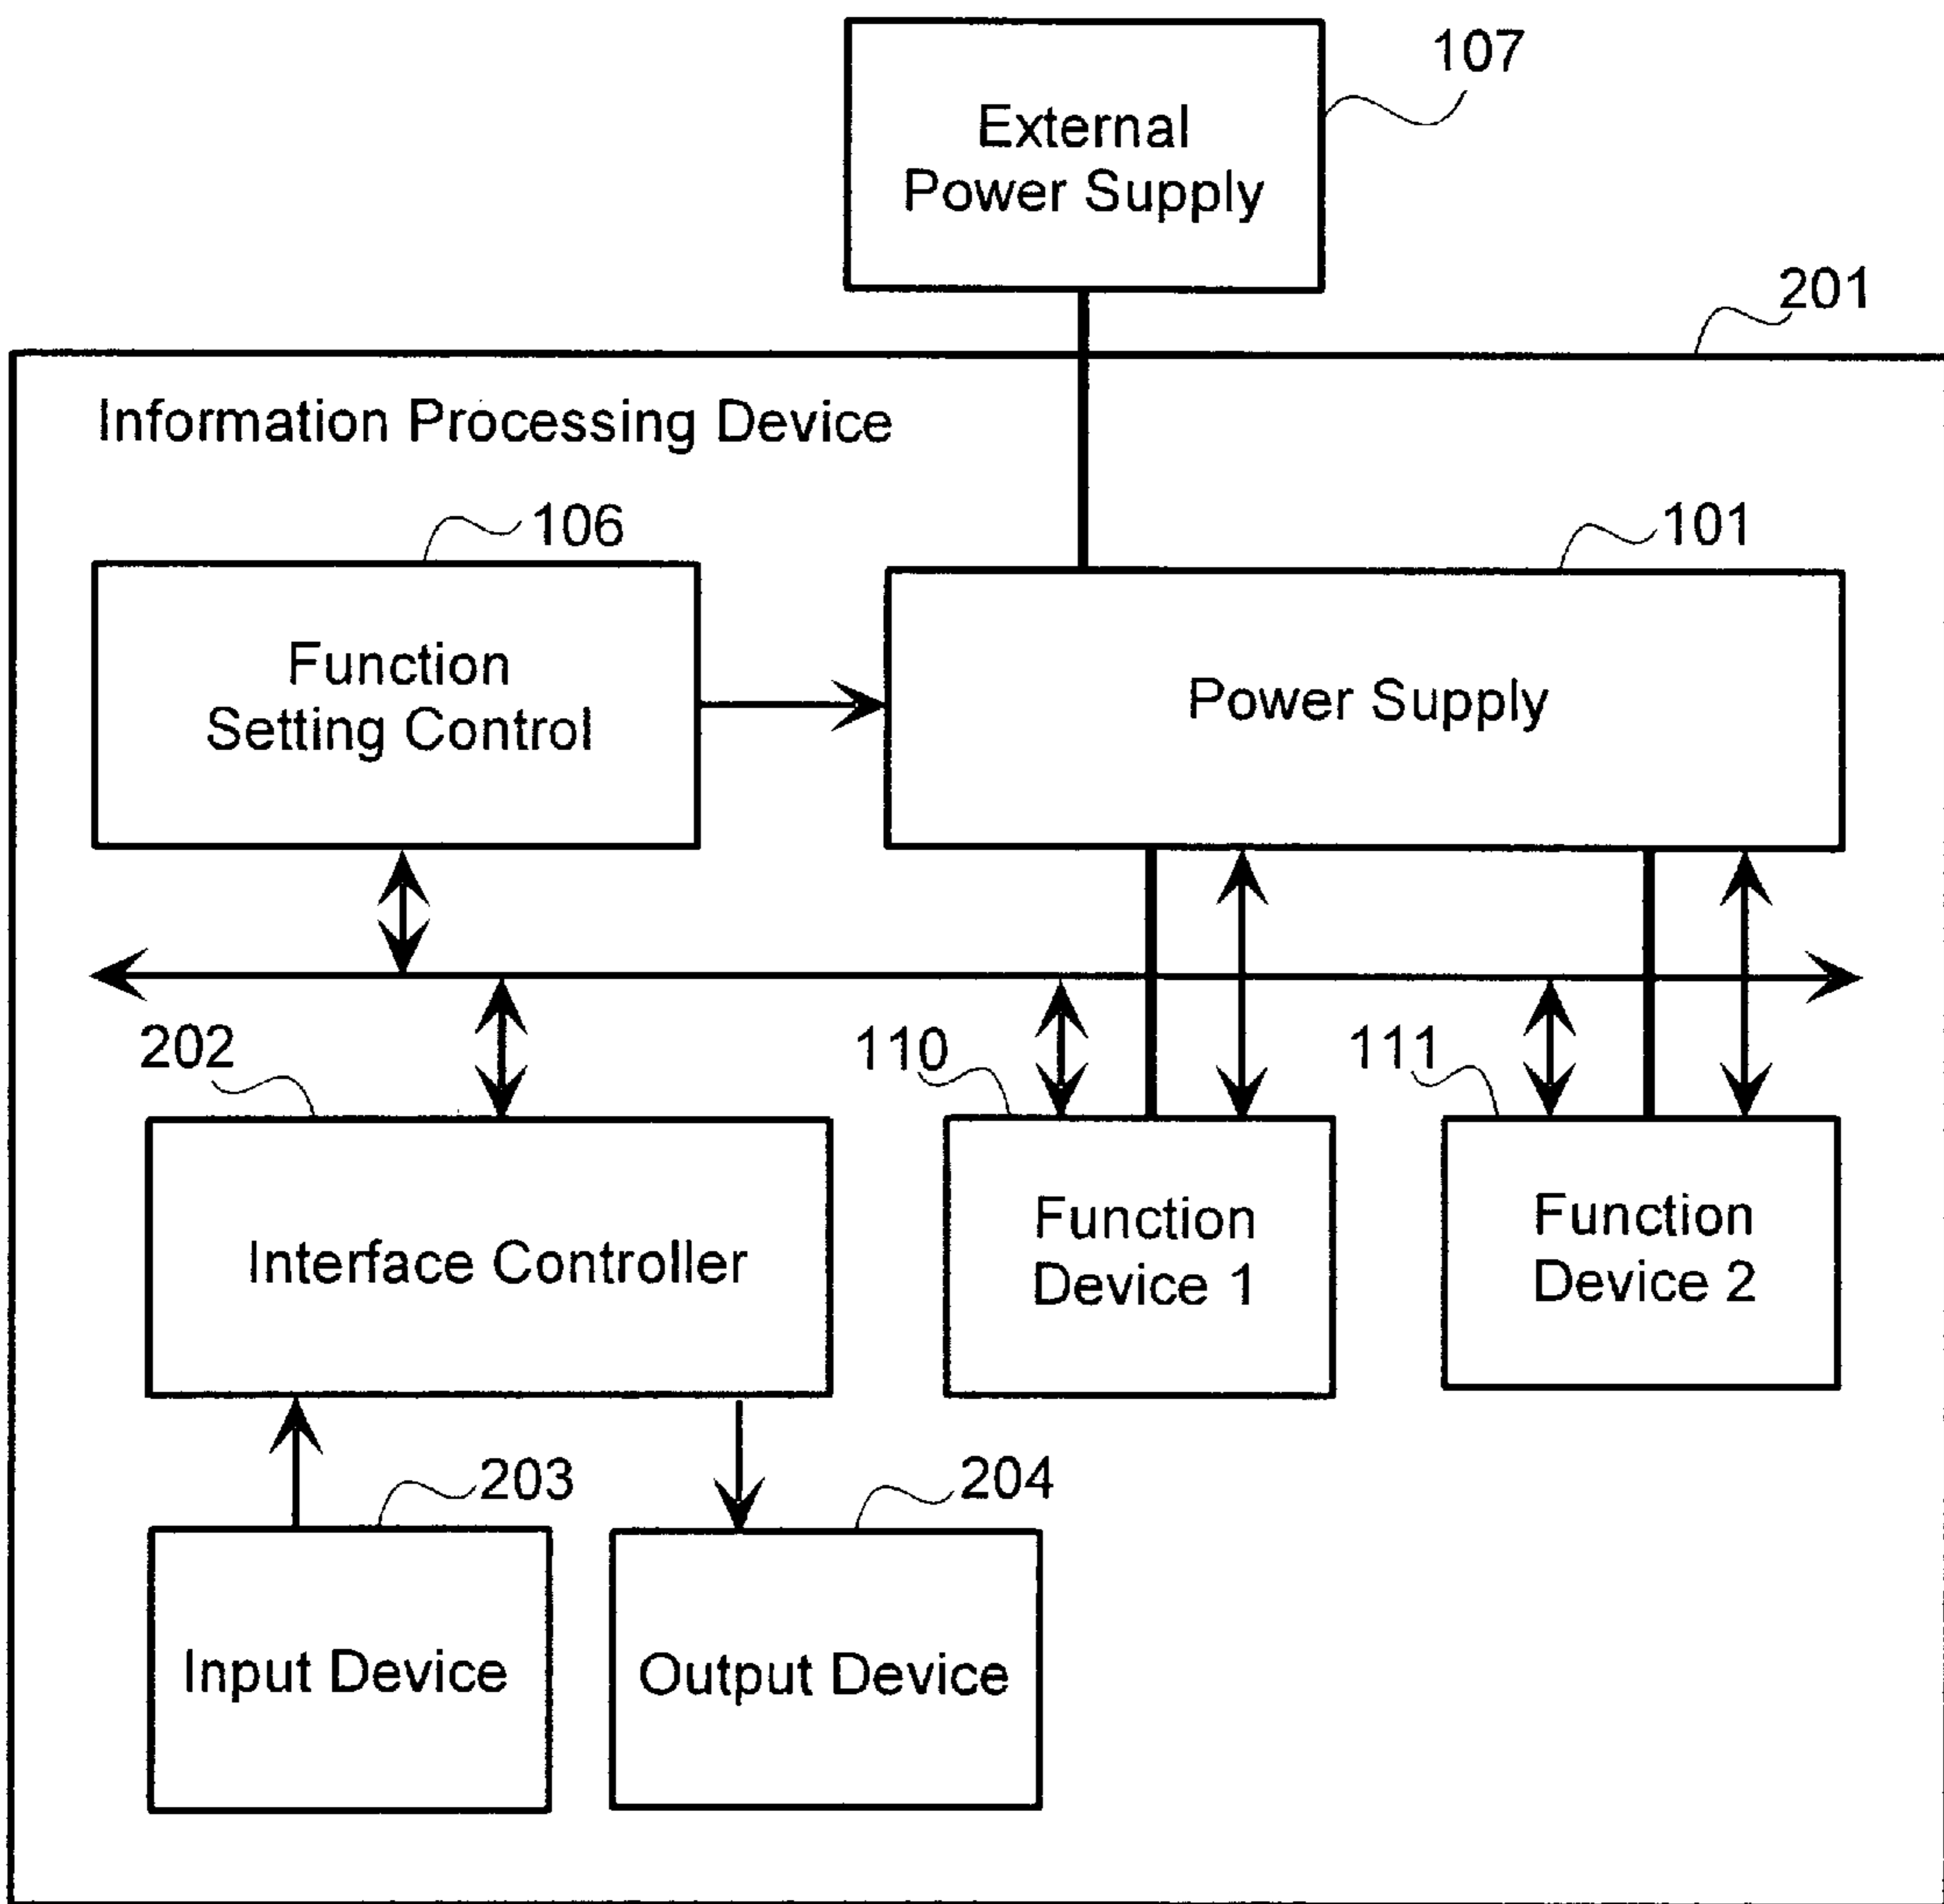 External
Power Supply
107
201
Information Processing Device
106
101
Function
Setting Control
Power Supply
202
110
111
Interface Controller
Function
Device 1
Function
Device 2
203
204
Input Device
Output Device